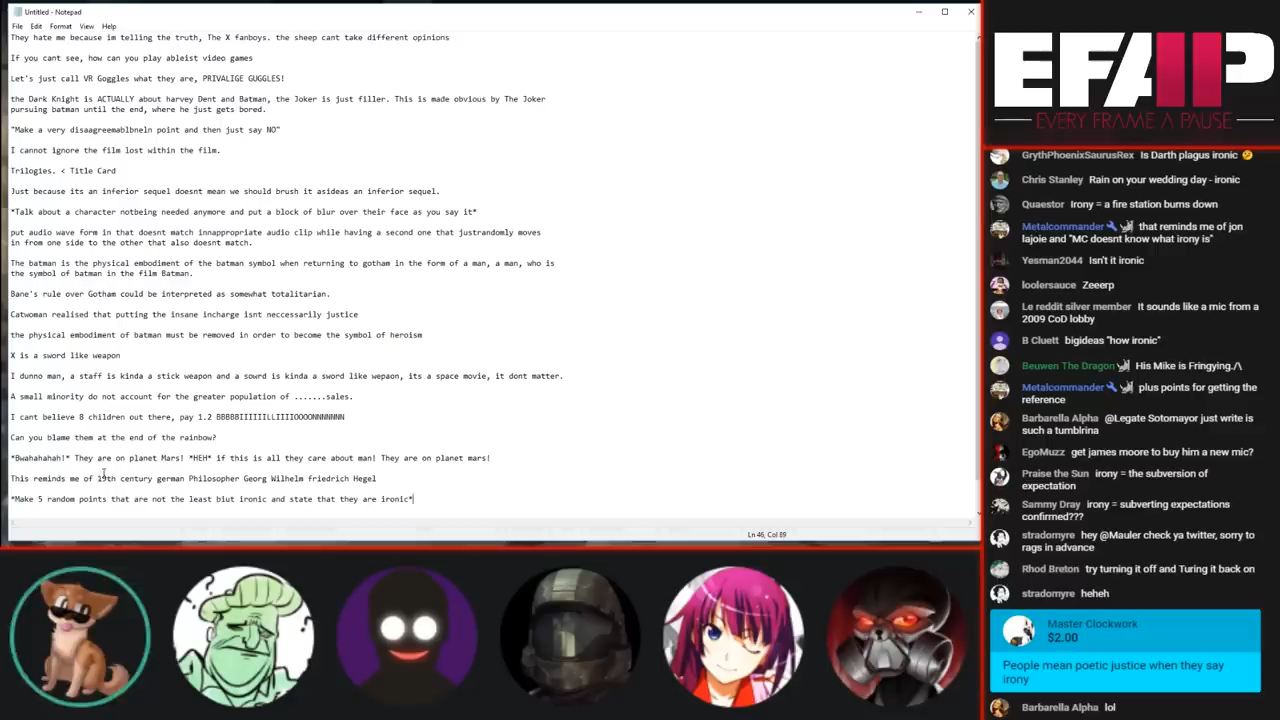 Untitled - Notepad
File Edit Format View Help
They hate me because im telling the truth, The X fanboys. the sheep cant take different opinions
If you cant see, how can you play ableist video games
Let's just call VR Goggles what they are, PRIVALIGE GUGGLES!
the Dark Knight is ACTUALLY about harvey Dent and Batman, the Joker is just filler. This is made obvious by The Joker
pursuing batman until the end, where he just gets bored.
"Make a very disaagreemablbneln point and then just say NO"
I cannot ignore the film lost within the film.
Trilogies. < Title Card
Just because its an inferior sequel doesnt mean we should brush it asideas an inferior sequel.
*Talk about a character notbeing needed anymore and put a block of blur over their face as you say it*
put audio wave form in that doesnt match innappropriate audio clip while having a second one that justrandomly moves
in from one side to the other that also doesnt match.
The batman is the physical embodiment of the batman symbol when returning to gotham in the form of a man, a man, who is
the symbol of batman in the film Batman.
Bane's rule over Gotham could be interpreted as somewhat totalitarian.
Catwoman realised that putting the insane incharge isnt neccessarily justice
the physical embodiment of batman must be removed in order to become the symbol of heroism
X is a sword like weapon
I dunno man, a staff is kinda a stick weapon and a sowrd is kinda a sword like wepaon, its a space movie, it dont matter.
A small minority do not account for the greater population of .......sales.
I cant believe 8 children out there, pay 1.2 BBBBBIIIIIILLIIIIOOOONNNNNNN
Can you blame them at the end of the rainbow?
*Bwahahahah!* They are on planet Mars! *HEH* if this is all they care about man! They are on planet mars!
This reminds me of 19th century german Philosopher Georg Wilhelm friedrich Hegel
*Make 5 random points that are not the least biut ironic and state that they are ironic*
Ln 46, Col 89
EFAP
EVERY FRAME A PAUSE
GrythPhoenixSaurusRex Is Darth plagus ironic
Chris Stanley Rain on your wedding day - ironic
Quaestor Irony = a fire station burns down
Metalcommander that reminds me of jon
lajoie and "MC doesnt know what irony is"
Yesman2044 Isn't it ironic
loolersauce Zeeerp
Le reddit silver member It sounds like a mic from a
2009 CoD lobby
B Cluett bigideas "how ironic"
Beuwen The Dragon His Mike is Fringying./\
Metalcommander plus points for getting the
reference
Barbarella Alpha @Legate Sotomayor just write is
such a tumblrina
EgoMuzz get james moore to buy him a new mic?
Praise the Sun irony = the subversion of
expectation
Sammy Dray irony = subverting expectations
confirmed???
stradomyre hey @Mauler check ya twitter, sorry to
rags in advance
Rhod Breton try turning it off and Turing it back on
stradomyre heheh
Master Clockwork
$2.00
People mean poetic justice when they say
irony
Barbarella Alpha lol